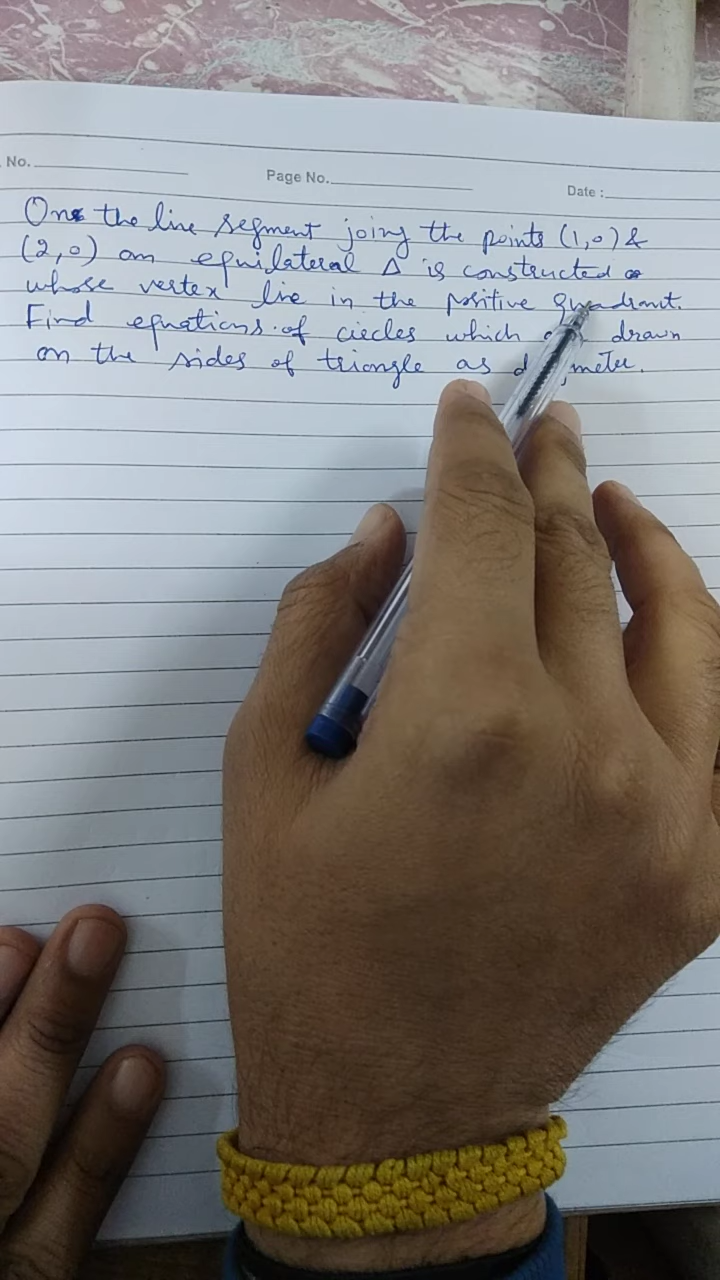 No.
Page No.
Date :
One the line segment joing the points (1,0) &
(2,0) an equilateral Δ is constructed
whose vertex lie in the positive quadrant.
Find equations of circles which drawn
on the sides of triangle as